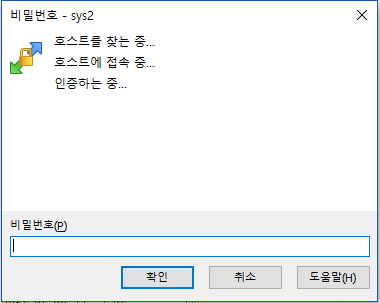 비밀번호 - sys2
호스트를 찾는 중...
호스트에 접속 중...
인증하는 중...
비밀번호(P)
확인
취소
도움말(H)